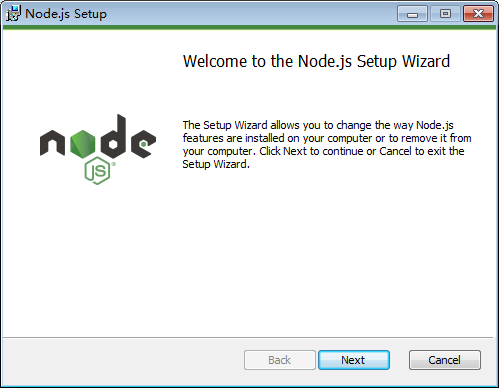 Node.js Setup
Welcome to the Node.js Setup Wizard
The Setup Wizard allows you to change the way Node.js
features are installed on your computer or to remove it from
your computer. Click Next to continue or Cancel to exit the
Setup Wizard.
node
JS®
Back Next Cancel